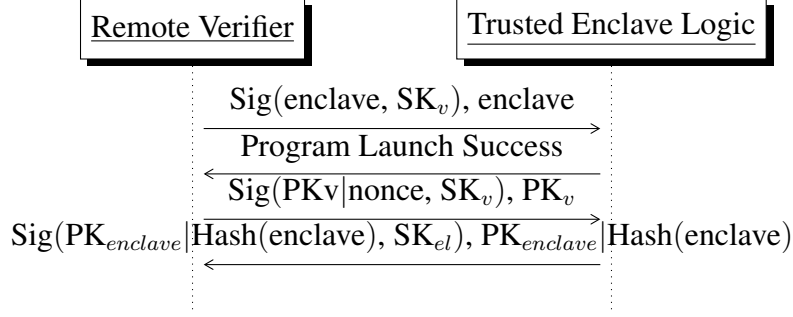 Remote Verifier
Trusted Enclave Logic
Sig(enclave, SK_v), enclave
Program Launch Success
Sig(PKv|nonce, SK_v), PK_v
Sig(PK_enclave|Hash(enclave), SK_el), PK_enclave|Hash(enclave)